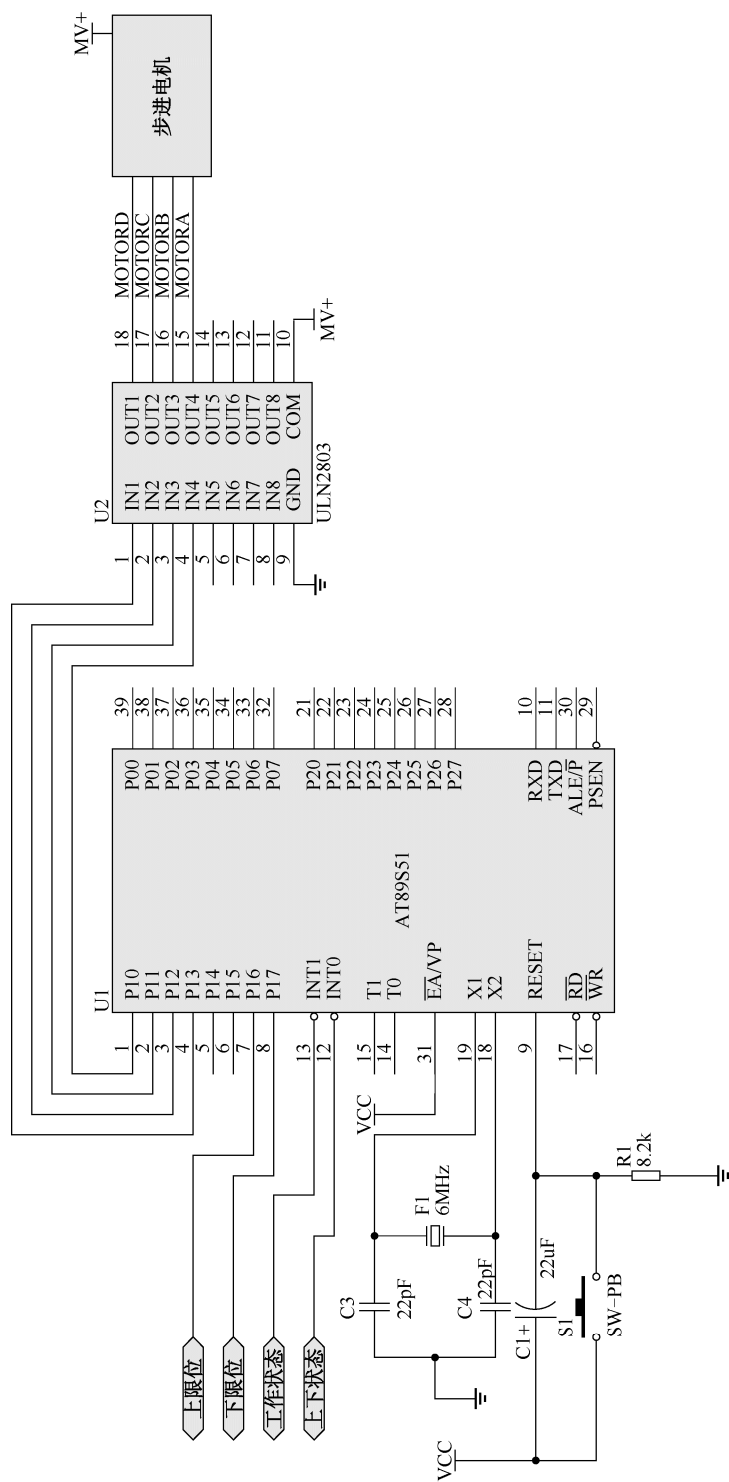 MV+
步进电机
MOTORD
MOTORC
MOTORB
MOTORA
18
17
16
15
14
13
12
11
10
MV+
U2
IN1 OUT1
IN2 OUT2
IN3 OUT3
IN4 OUT4
IN5 OUT5
IN6 OUT6
IN7 OUT7
IN8 OUT8
GND COM
ULN2803
1
2
3
4
5
6
7
8
9
39
38
37
36
35
34
33
32
21
22
23
24
25
26
27
28
10
11
30
29
U1
P10 P00
P11 P01
P12 P02
P13 P03
P14 P04
P15 P05
P16 P06
P17 P07
INT1 P20
INT0 P21
P22
T1 P23
T0 P24
P25
EA/VP P26
P27
X1
X2
RESET RXD
TXD
RD ALE/P
WR PSEN
AT89S51
1
2
3
4
5
6
7
8
13
12
15
14
31
19
18
9
17
16
VCC
F1
6MHz
C3
22pF
C4
22pF
C1+
22uF
S1
SW-PB
R1
8.2k
上限位
下限位
工作状态
上下状态
VCC